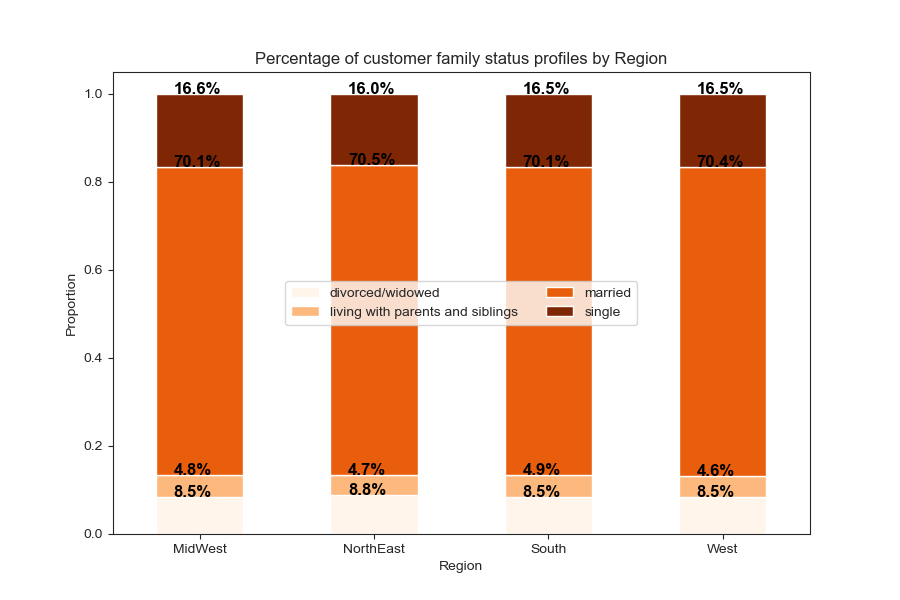 Percentage of customer family status profiles by Region
16.6% 16.0% 16.5% 16.5%
1.0
70.1% 70.5% 70.1% 70.4%
0.8
0.6
divorced/widowed married
living with parents and siblings single
Proportion
0.4
0.2
4.8% 4.7% 4.9% 4.6%
8.5% 8.8% 8.5% 8.5%
0.0
MidWest NorthEast South West
Region